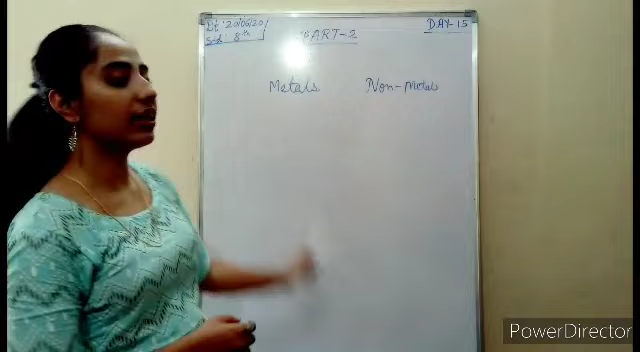 Dt: 20/06/20
Std: 8th
PART-2
DAY-15
Metals Non-Metals
PowerDirector